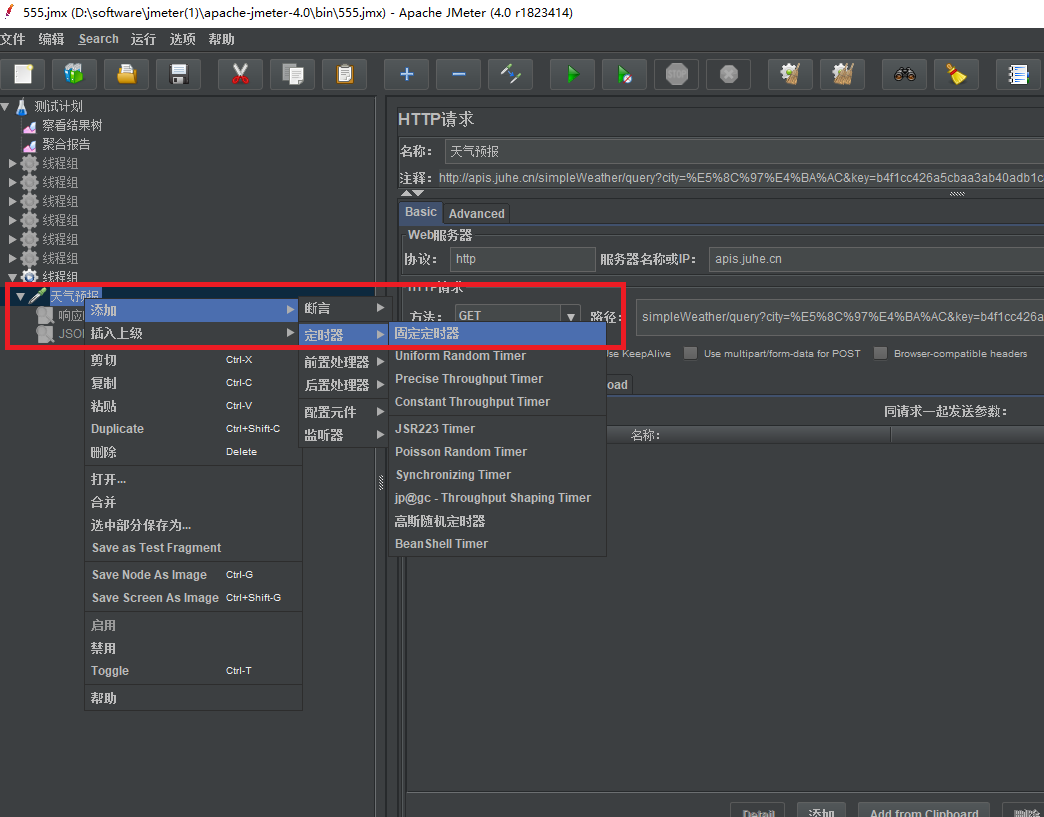 555.jmx (D:\software\jmeter(1)\apache-jmeter-4.0\bin\555.jmx) - Apache JMeter (4.0 r1823414)
文件 编辑 Search 运行 选项 帮助
STOP
测试计划
察看结果树
聚合报告
线程组
线程组
线程组
线程组
线程组
线程组
线程组
天气预报
响应
JSO
添加
插入上级
剪切 Ctrl-X
复制 Ctrl-C
粘贴 Ctrl-V
Duplicate Ctrl+Shift-C
删除 Delete
打开...
合并
选中部分保存为...
Save as Test Fragment
Save Node As Image Ctrl-G
Save Screen As Image Ctrl+Shift-G
启用
禁用
Toggle Ctrl-T
帮助
断言
定时器
前置处理器
后置处理器
配置元件
监听器
固定定时器
Uniform Random Timer
Precise Throughput Timer
Constant Throughput Timer
JSR223 Timer
Poisson Random Timer
Synchronizing Timer
jp@gc - Throughput Shaping Timer
高斯随机定时器
BeanShell Timer
HTTP请求
名称: 天气预报
注释: http://apis.juhe.cn/simpleWeather/query?city=%E5%8C%97%E4%BA%AC&key=b4f1cc426a5cbaa3ab40adb1c
Basic Advanced
Web服务器
协议: http 服务器名称或IP: apis.juhe.cn
HTTP请求
方法: GET 路径: simpleWeather/query?city=%E5%8C%97%E4%BA%AC&key=b4f1cc426a
se KeepAlive Use multipart/form-data for POST Browser-compatible headers
oad
同请求一起发送参数:
名称:
Detail 添加 Add from Clipboard 删除